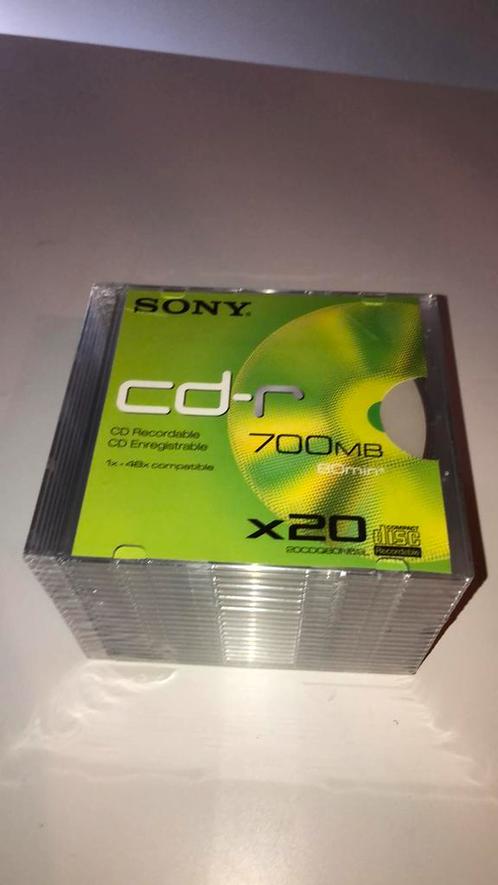 SONY®
cd-r
CD Recordable
CD Enregistrable
1x - 48x compatible
700MB
80min*
x20
COMPACT
disc
Recordable